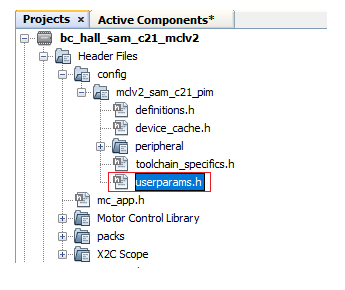 Projects × Active Components*
bc_hall_sam_c21_mclv2
Header Files
config
mclv2_sam_c21_pim
definitions.h
device_cache.h
peripheral
toolchain_specifics.h
userparams.h
mc_app.h
Motor Control Library
packs
X2C Scope